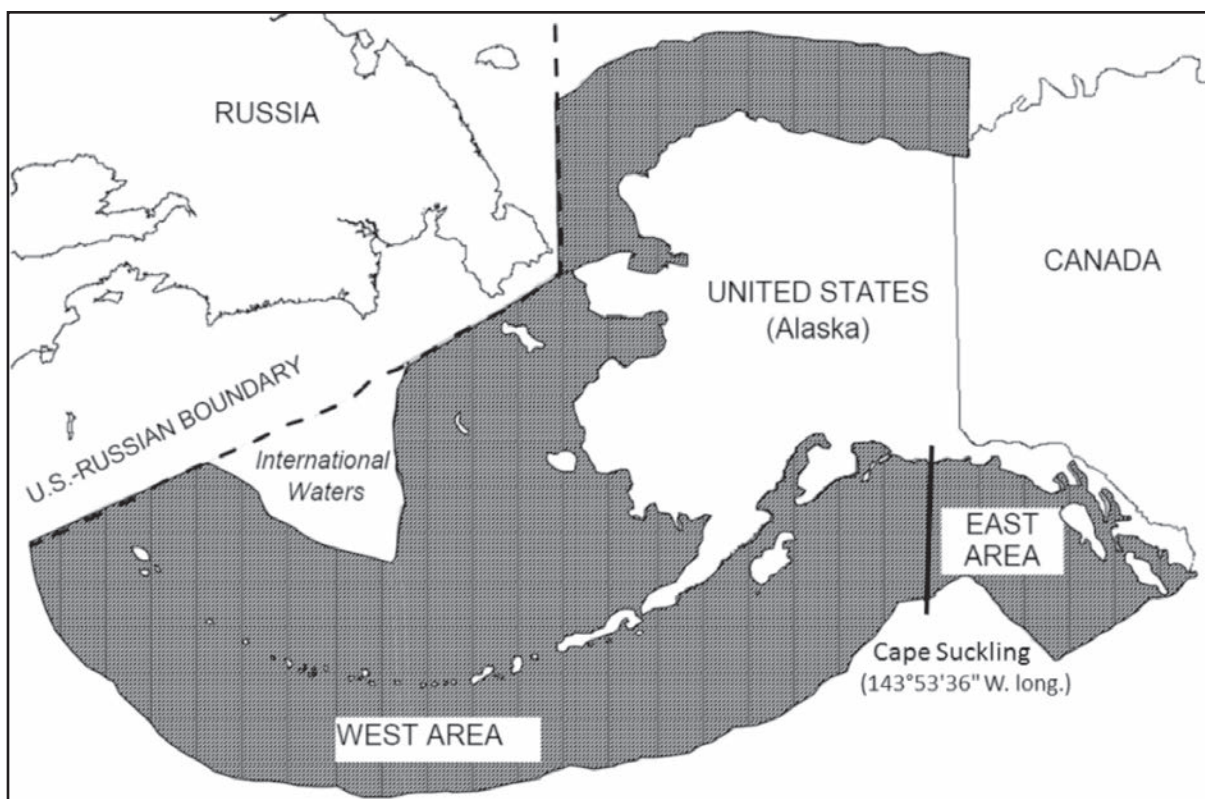 RUSSIA
CANADA
UNITED STATES
(Alaska)
U.S.-RUSSIAN BOUNDARY
International
Waters
EAST
AREA
Cape Suckling
(143°53'36" W. long.)
WEST AREA